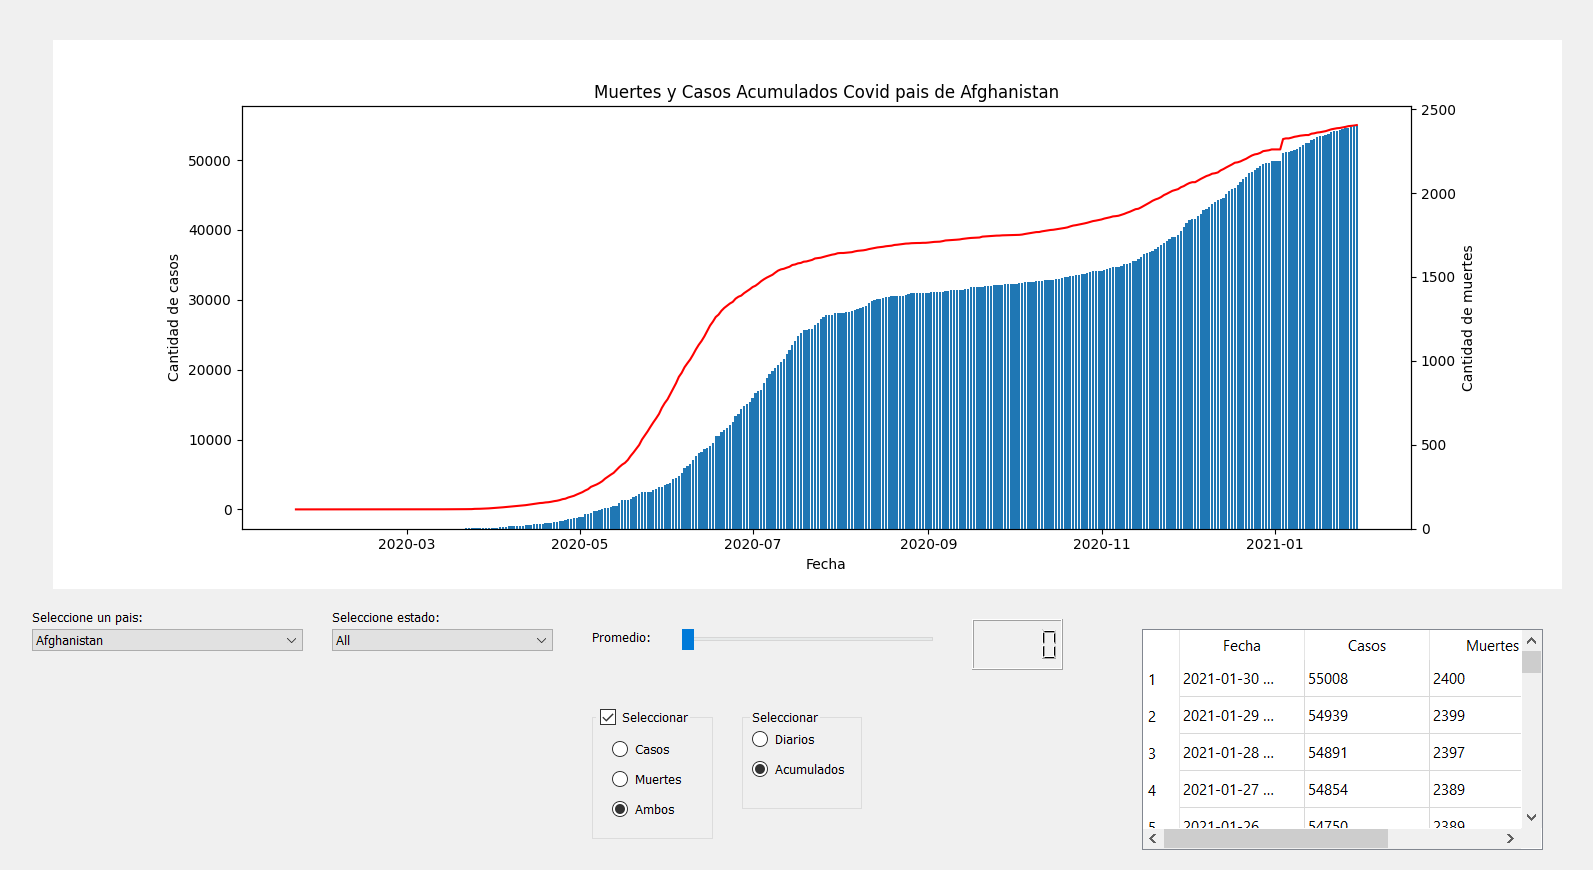 Muertes y Casos Acumulados Covid pais de Afghanistan
Cantidad de casos
50000
40000
30000
20000
10000
0
2500
2000
1500
1000
500
0
Cantidad de muertes
2020-03 2020-05 2020-07 2020-09 2020-11 2021-01
Fecha
Seleccione un pais:
Afghanistan
Seleccione estado:
All
Promedio:
0
Seleccionar
Casos
Muertes
Ambos
Seleccionar
Diarios
Acumulados
Fecha Casos Muertes
1 2021-01-30 ... 55008 2400
2 2021-01-29 ... 54939 2399
3 2021-01-28 ... 54891 2397
4 2021-01-27 ... 54854 2389
5 2021-01-26 54750 2389